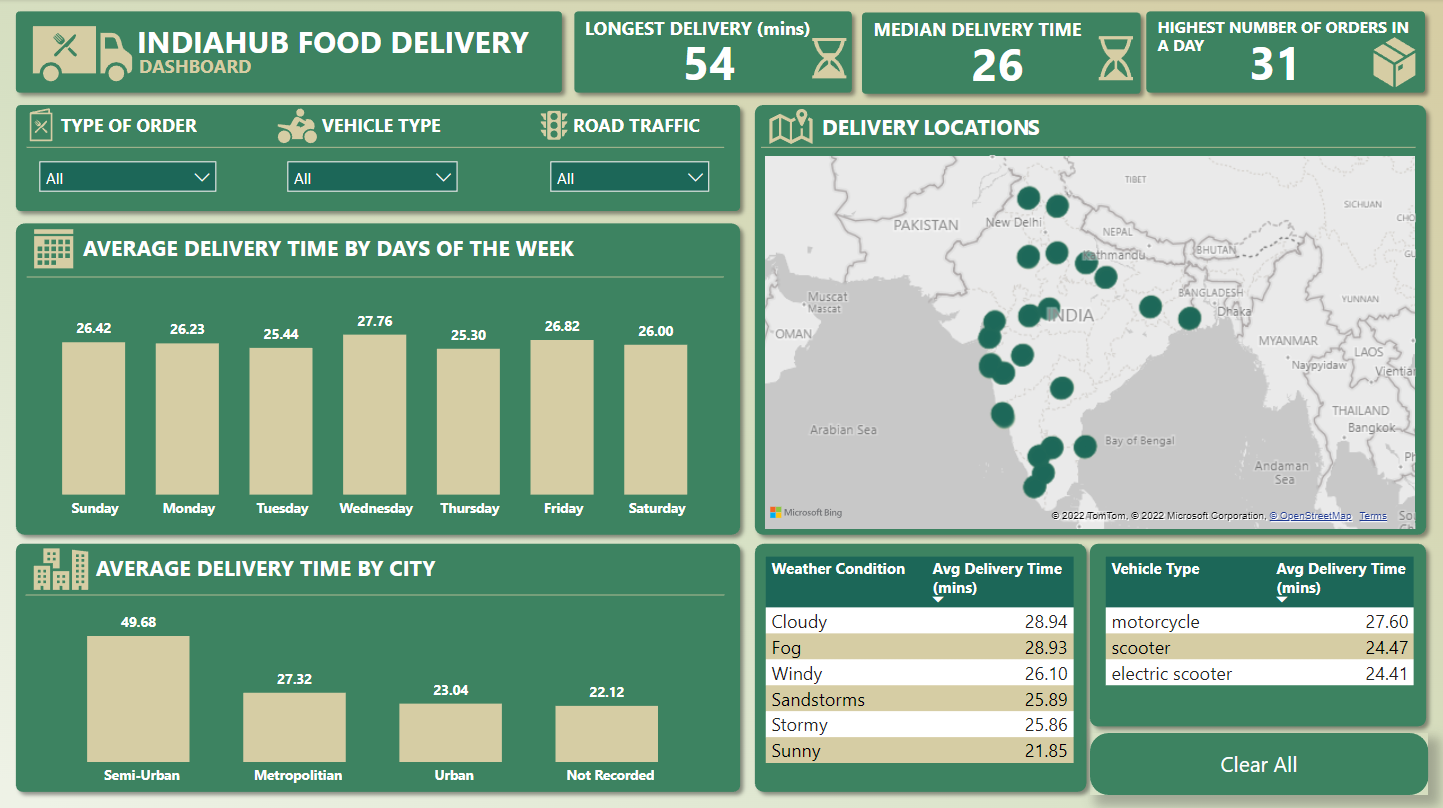 INDIAHUB FOOD DELIVERY
DASHBOARD
LONGEST DELIVERY (mins)
54
MEDIAN DELIVERY TIME
26
HIGHEST NUMBER OF ORDERS IN
A DAY
31
TYPE OF ORDER
VEHICLE TYPE
ROAD TRAFFIC
All
All
All
AVERAGE DELIVERY TIME BY DAYS OF THE WEEK
26.42
26.23
25.44
27.76
25.30
26.82
26.00
Sunday
Monday
Tuesday
Wednesday
Thursday
Friday
Saturday
DELIVERY LOCATIONS
TIBET
SICHUAN
PAKISTAN
New Delhi
NEPAL
BHUTAN
Kathmandu
BANGLADESH
Dhaka
YUNNAN
Muscat
Muscat
OMAN
INDIA
MYANMAR
LAOS
Naypyidaw
THAILAND
Bangkok
Arabian Sea
Bay of Bengal
Andaman
Sea
Microsoft Bing
© 2022 TomTom, © 2022 Microsoft Corporation, © OpenStreetMap Terms
AVERAGE DELIVERY TIME BY CITY
49.68
27.32
23.04
22.12
Semi-Urban
Metropolitian
Urban
Not Recorded
Weather Condition Avg Delivery Time
(mins)
Cloudy 28.94
Fog 28.93
Windy 26.10
Sandstorms 25.89
Stormy 25.86
Sunny 21.85
Vehicle Type Avg Delivery Time
(mins)
motorcycle 27.60
scooter 24.47
electric scooter 24.41
Clear All